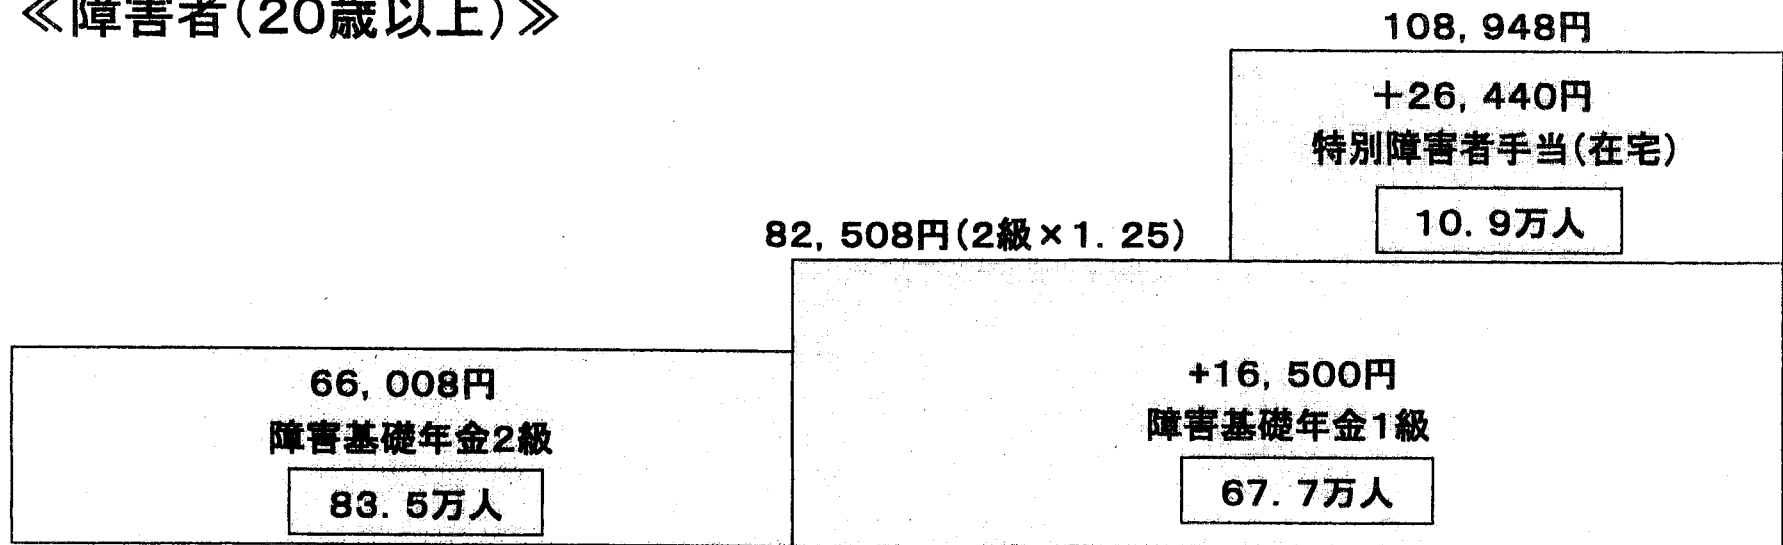 ≪障害者(20歳以上)≫
108,948円
+26,440円
特別障害者手当(在宅)
10.9万人
82,508円(2級×1.25)
66,008円
障害基礎年金2級
83.5万人
+16,500円
障害基礎年金1級
67.7万人